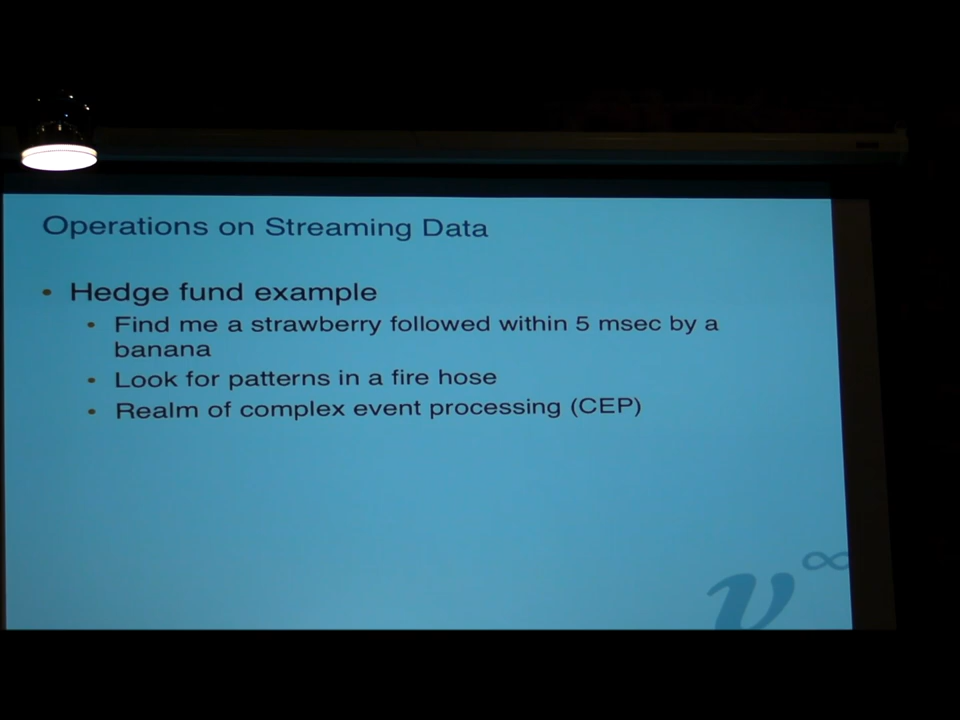 Operations on Streaming Data
• Hedge fund example
• Find me a strawberry followed within 5 msec by a
banana
• Look for patterns in a fire hose
• Realm of complex event processing (CEP)
v∞